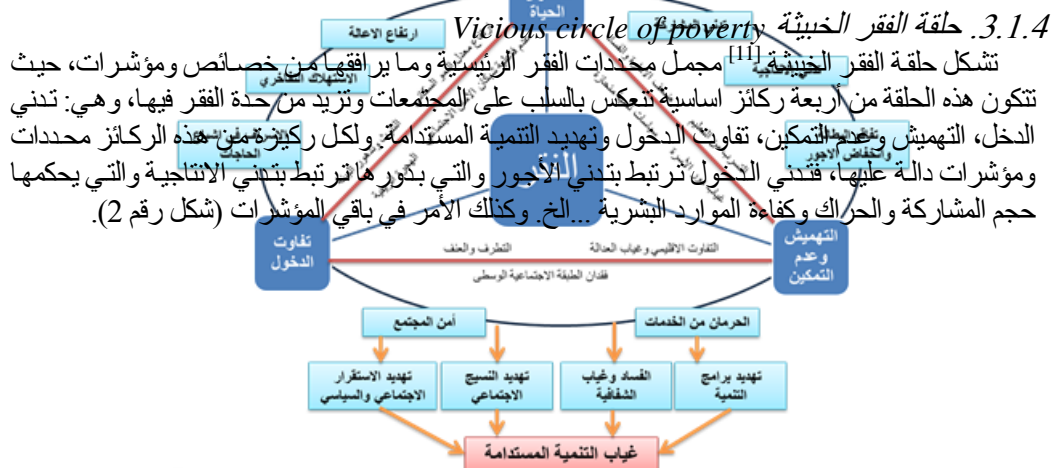 3.1.4. حلقة الفقر الخبيثة Vicious circle of poverty
تشكل حلقة الفقر الخبيثة [11] مجمل محددات الفقر الرئيسية وما يرافقها من خصائص ومؤشرات، حيث
تتكون هذه الحلقة من أربعة ركائز اساسية تنعكس بالسلب على المجتمعات وتزيد من حدة الفقر فيها، وهي: تدني
الدخل، التهميش وعدم التمكين، تفاوت الدخول وتهديد التنمية المستدامة. ولكل ركيزة من هذه الركائز محددات
ومؤشرات دالة عليها، فتدني الدخول ترتبط بتدني الأجور والتي بدورها ترتبط بتدني الانتاجية والتي يحكمها
حجم المشاركة والحراك وكفاءة الموارد البشرية ...الخ. وكذلك الأمر في باقي المؤشرات (شكل رقم 2).
الحياة
ارتفاع الاعالة
الاستهلاك التفاخري
الحاجات
وانخفاض الاجور
الفقر
التهميش
وعدم
التمكين
تفاوت
الدخول
التفاوت الاقليمي وغياب العدالة
التطرف والعنف
فقدان الطبقة الاجتماعية الوسطى
الحرمان من الخدمات
أمن المجتمع
تهديد برامج
التنمية
الفساد وغياب
الشفافية
تهديد النسيج
الاجتماعي
تهديد الاستقرار
الاجتماعي والسياسي
غياب التنمية المستدامة